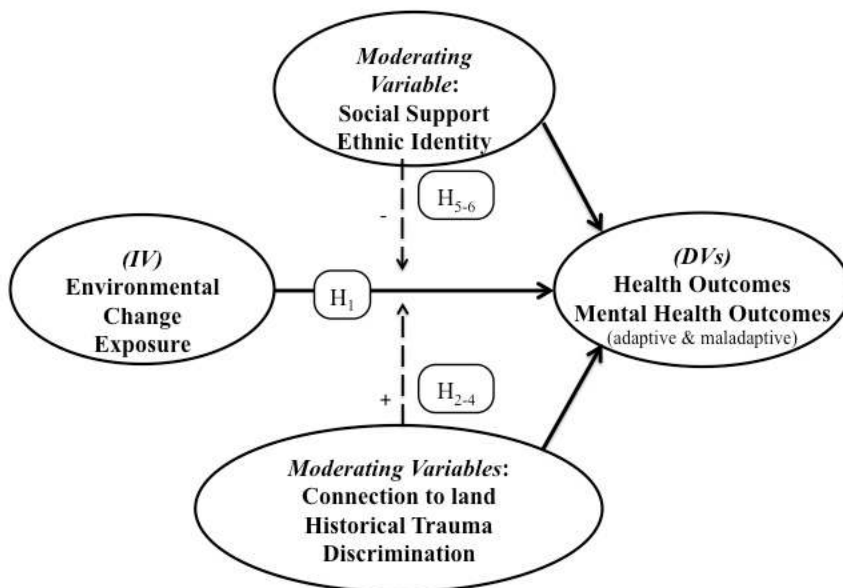 Moderating
Variable:
Social Support
Ethnic Identity
-
H5-6
(IV)
Environmental
Change
Exposure
H1
(DVs)
Health Outcomes
Mental Health Outcomes
(adaptive & maladaptive)
+
H2-4
Moderating Variables:
Connection to land
Historical Trauma
Discrimination